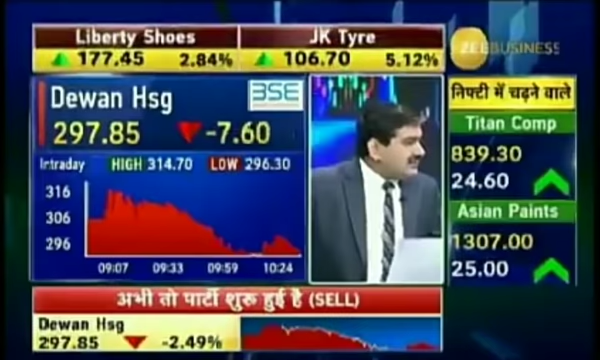 Liberty Shoes
177.45 2.84%
JK Tyre
106.70 5.12%
ZEE BUSINESS
Dewan Hsg
BSE
297.85 -7.60
Intraday HIGH 314.70 LOW 296.30
316
306
296
09:07 09:33 09:59 10:24
निफ्टी में चढ़ने वाले
Titan Comp
839.30
24.60
Asian Paints
1307.00
25.00
अभी तो पार्टी शुरू हुई है (SELL)
Dewan Hsg
297.85 -2.49%